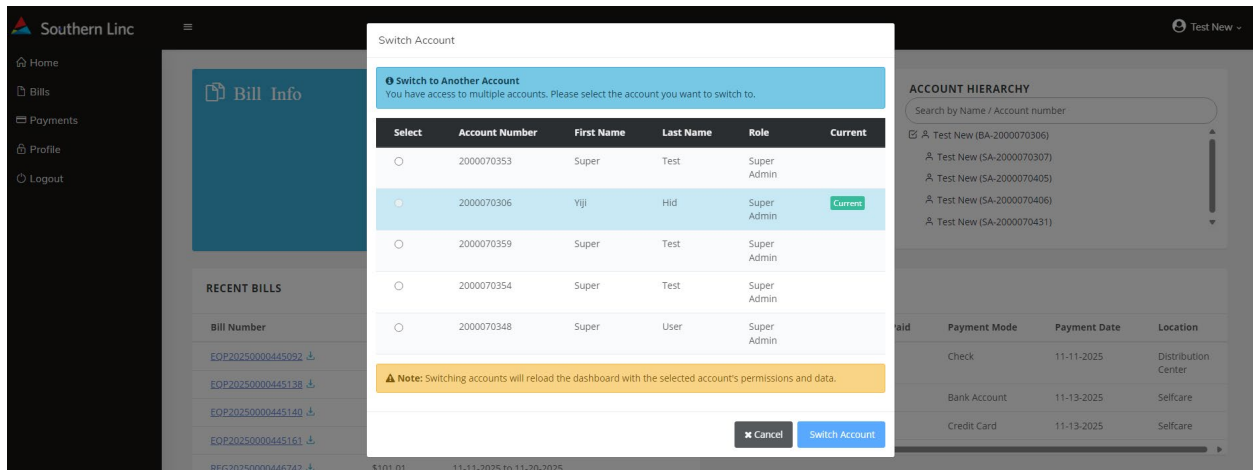 Southern Linc
Test New
Home
Bills
Payments
Profile
Logout
Bill Info
Switch Account
Switch to Another Account
You have access to multiple accounts. Please select the account you want to switch to.
Select Account Number First Name Last Name Role Current
2000070353 Super Test Super Admin
2000070306 Yiji Hid Super Admin Current
2000070359 Super Test Super Admin
2000070354 Super Test Super Admin
2000070348 Super User Super Admin
Note: Switching accounts will reload the dashboard with the selected account's permissions and data.
Cancel Switch Account
ACCOUNT HIERARCHY
Search by Name / Account number
Test New (BA-2000070306)
Test New (SA-2000070307)
Test New (SA-2000070405)
Test New (SA-2000070406)
Test New (SA-2000070431)
RECENT BILLS
Bill Number
EQP20250000445092
EQP20250000445138
EQP20250000445140
EQP20250000445161
REG20250000446742 $101.01 11-11-2025 to 11-20-2025
Payment Mode Payment Date Location
Check 11-11-2025 Distribution Center
Bank Account 11-13-2025 Selfcare
Credit Card 11-13-2025 Selfcare